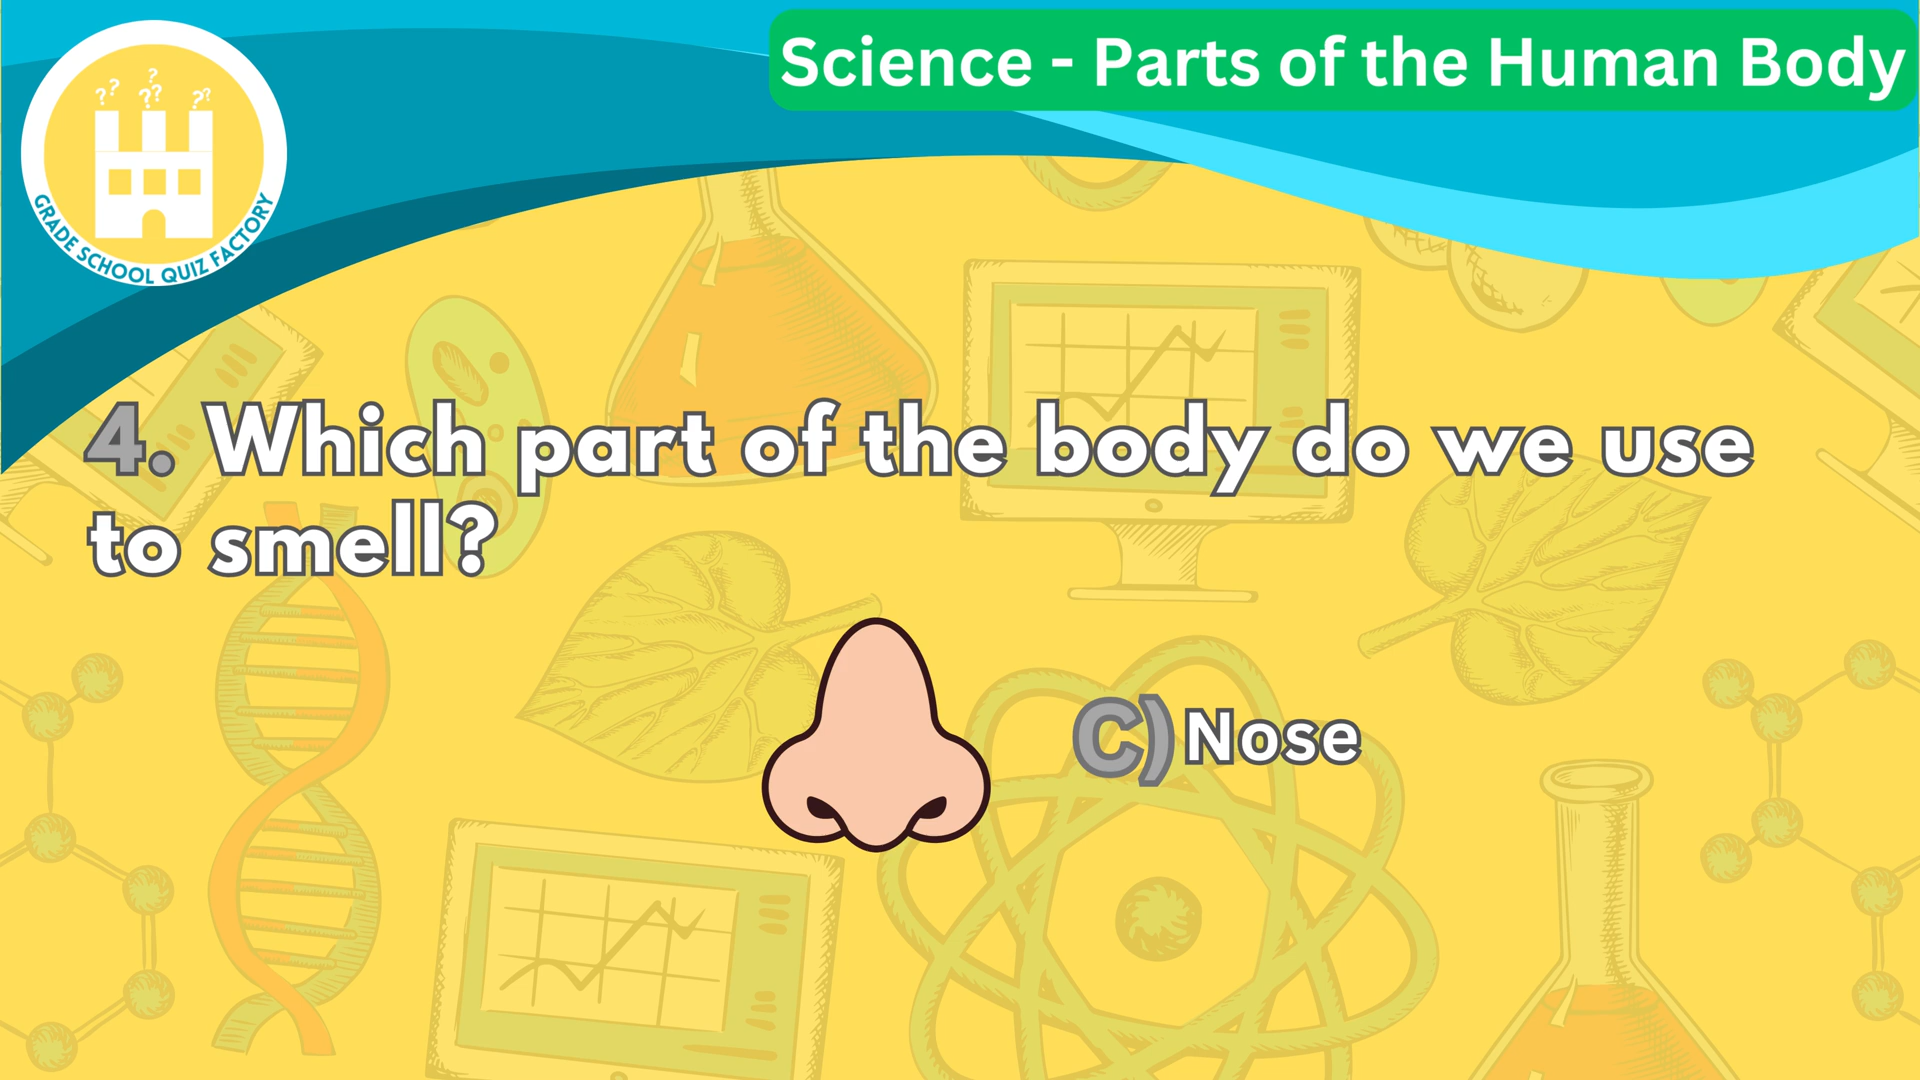 Science - Parts of the Human Body
?? ?
?? ??
GRADE SCHOOL QUIZ FACTORY
4. Which part of the body do we use
to smell?
C) Nose